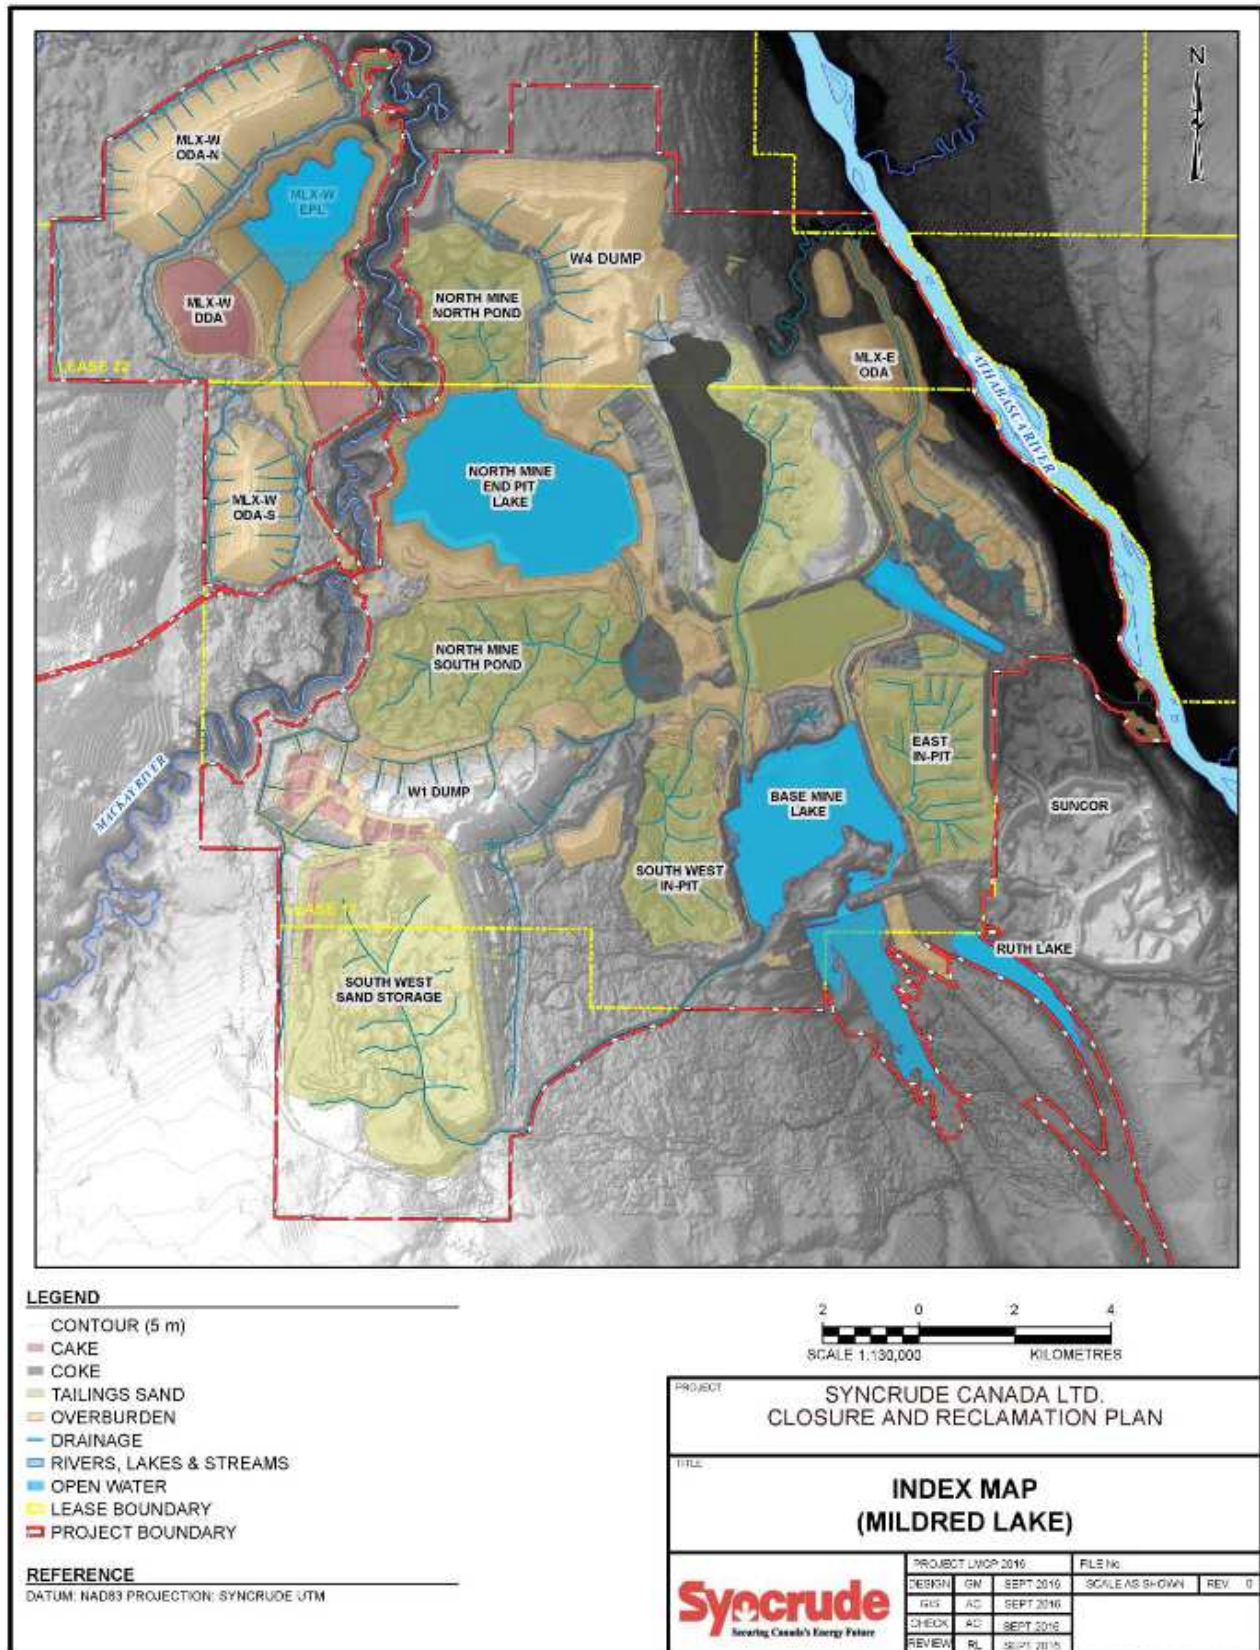 N
MLX-W
ODA-N
MLX-W
EPL
W4 DUMP
NORTH MINE
NORTH POND
MLX-W
DDA
MLX-E
ODA
LEASE 22
ATHABASCA RIVER
NORTH MINE
END PIT
LAKE
MLX-W
ODA-S
NORTH MINE
SOUTH POND
EAST
IN-PIT
MACKAY RIVER
W1 DUMP
BASE MINE
LAKE
SUNCOR
SOUTH WEST
IN-PIT
LEASE 17
RUTH LAKE
SOUTH WEST
SAND STORAGE
LEGEND
CONTOUR (5 m)
CAKE
COKE
TAILINGS SAND
OVERBURDEN
DRAINAGE
RIVERS, LAKES & STREAMS
OPEN WATER
LEASE BOUNDARY
PROJECT BOUNDARY
REFERENCE
DATUM: NAD83 PROJECTION: SYNCRUDE UTM
2 0 2 4
SCALE 1:130,000 KILOMETRES
PROJECT
SYNCRUDE CANADA LTD.
CLOSURE AND RECLAMATION PLAN
TITLE
INDEX MAP
(MILDRED LAKE)
Syncrude
Securing Canada's Energy Future
PROJECT LMCP 2016 FILE No.
DESIGN GM SEPT 2016 SCALE AS SHOWN REV. 0
GIS AC SEPT 2016
CHECK AC SEPT 2016
REVIEW RL SEPT 2016